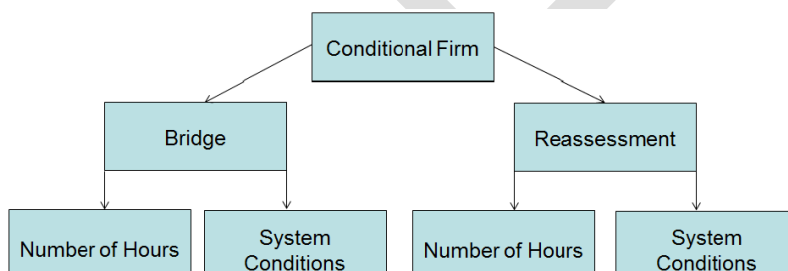 Conditional Firm
Bridge
Reassessment
Number of Hours
System
Conditions
Number of Hours
System
Conditions